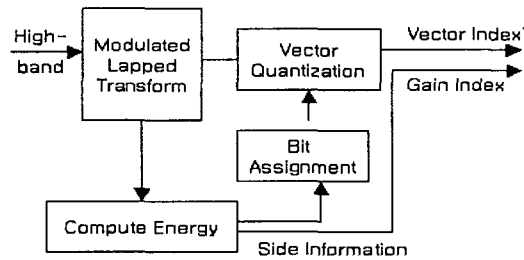 High-
band
Modulated
Lapped
Transform
Vector
Quantization
Vector Index
Gain Index
Bit
Assignment
Compute Energy
Side Information